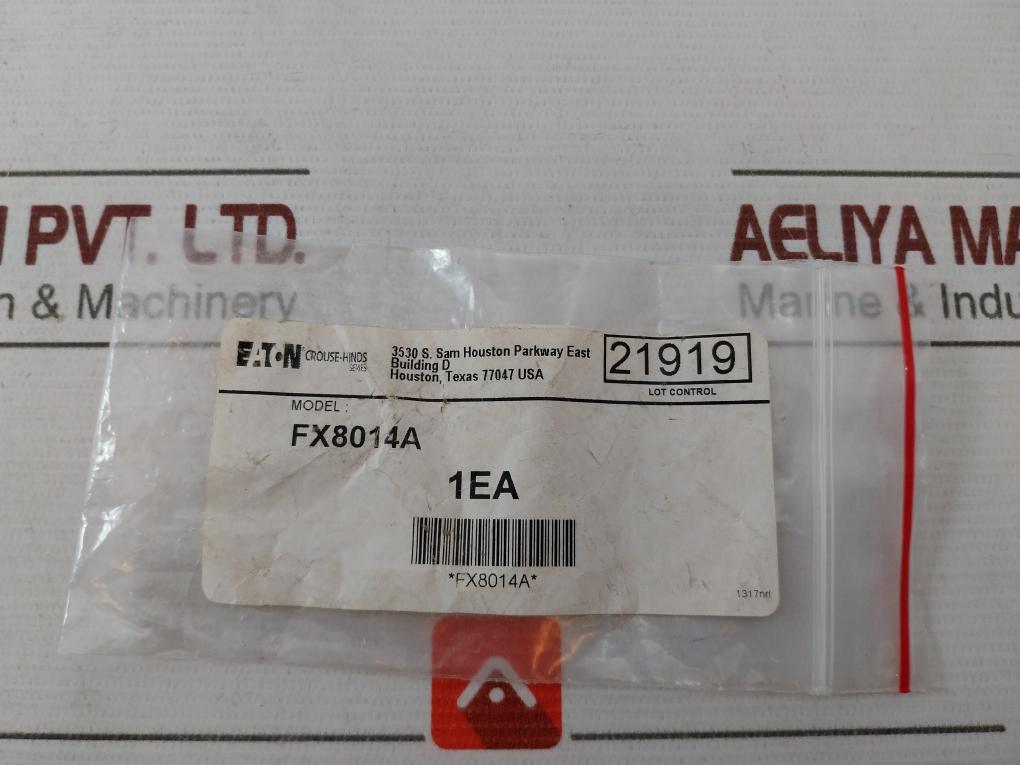 PVT. LTD.
AELIYA MA
n & Machinery
Marine & Indu
EATON CROUSE-HINDS
SERIES
3530 S. Sam Houston Parkway East
Building D
Houston, Texas 77047 USA
21919
LOT CONTROL
MODEL :
FX8014A
1EA
*FX8014A*